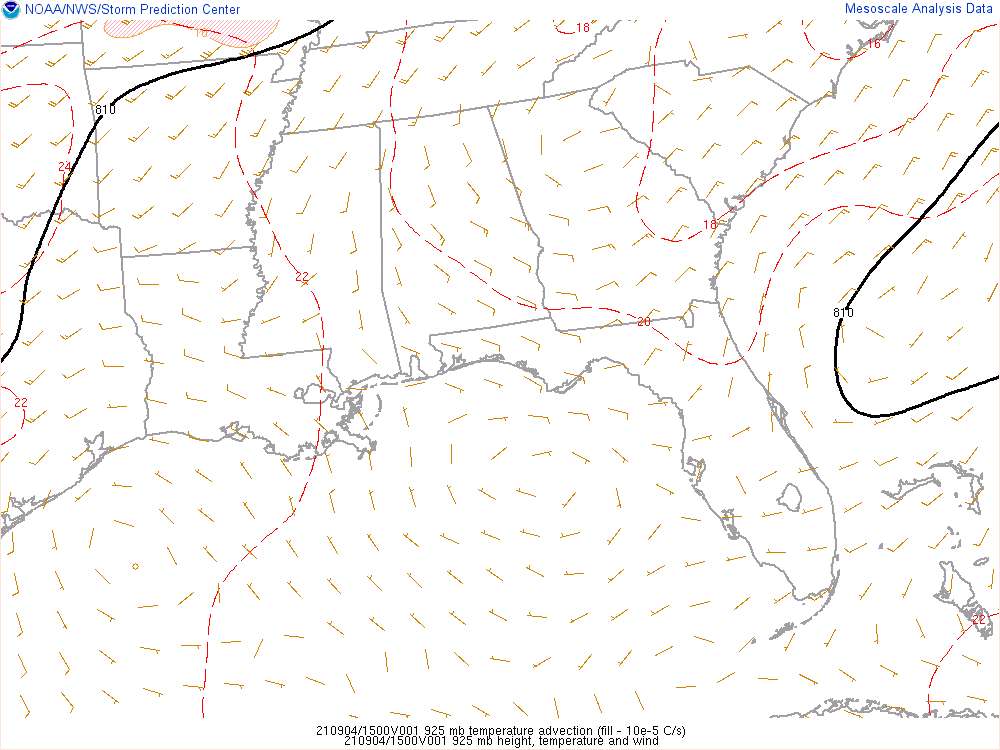 NOAA/NWS/Storm Prediction Center
Mesoscale Analysis Data
18
16
810
24
18
22
810
20
22
22
210904/1500V001 925 mb temperature advection (fill - 10e-5 C/s)
210904/1500V001 925 mb height, temperature and wind